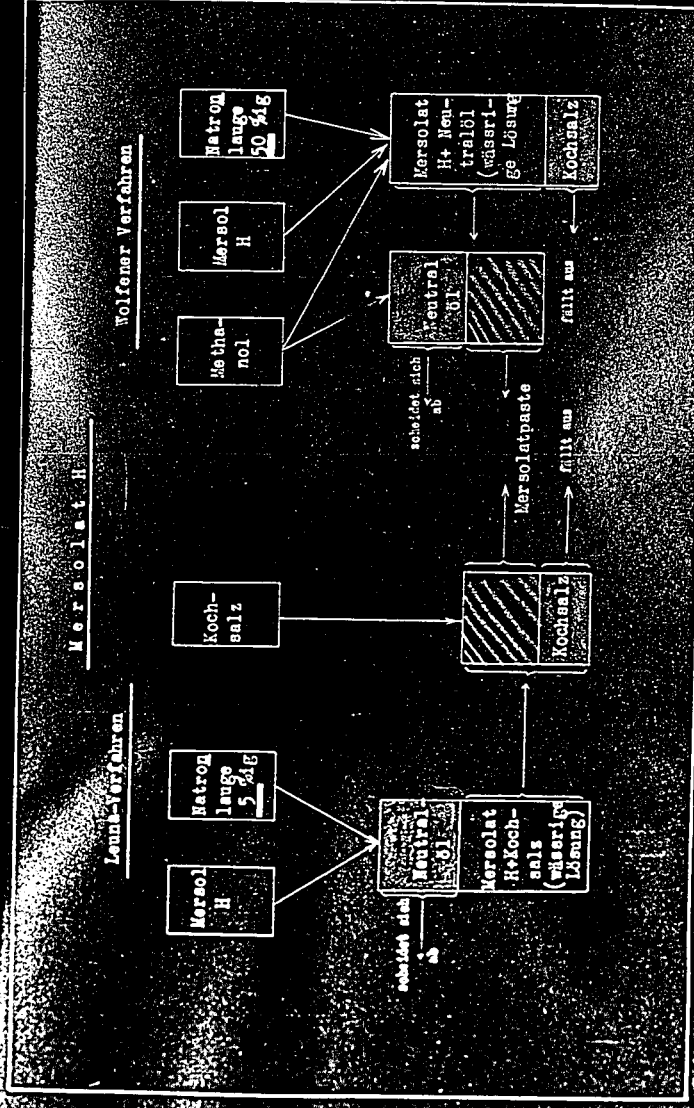 Mersolat H
Leuna-Verfahren
Wolfener Verfahren
Mersol
H
Natron
lauge
5 %ig
Koch-
salz
Metha-
nol
Mersol
H
Natron
lauge
50 %ig
scheidet sich
ab
Neutral-
öl
Mersolat
H+Koch-
salz
(wässerige
Lösung)
Kochsalz
Mersolatpaste
fällt aus
scheidet sich
ab
Neutral
öl
fällt aus
Mersolat
H+ Neu-
tralöl
(wässri-
ge Lösung
Kochsalz